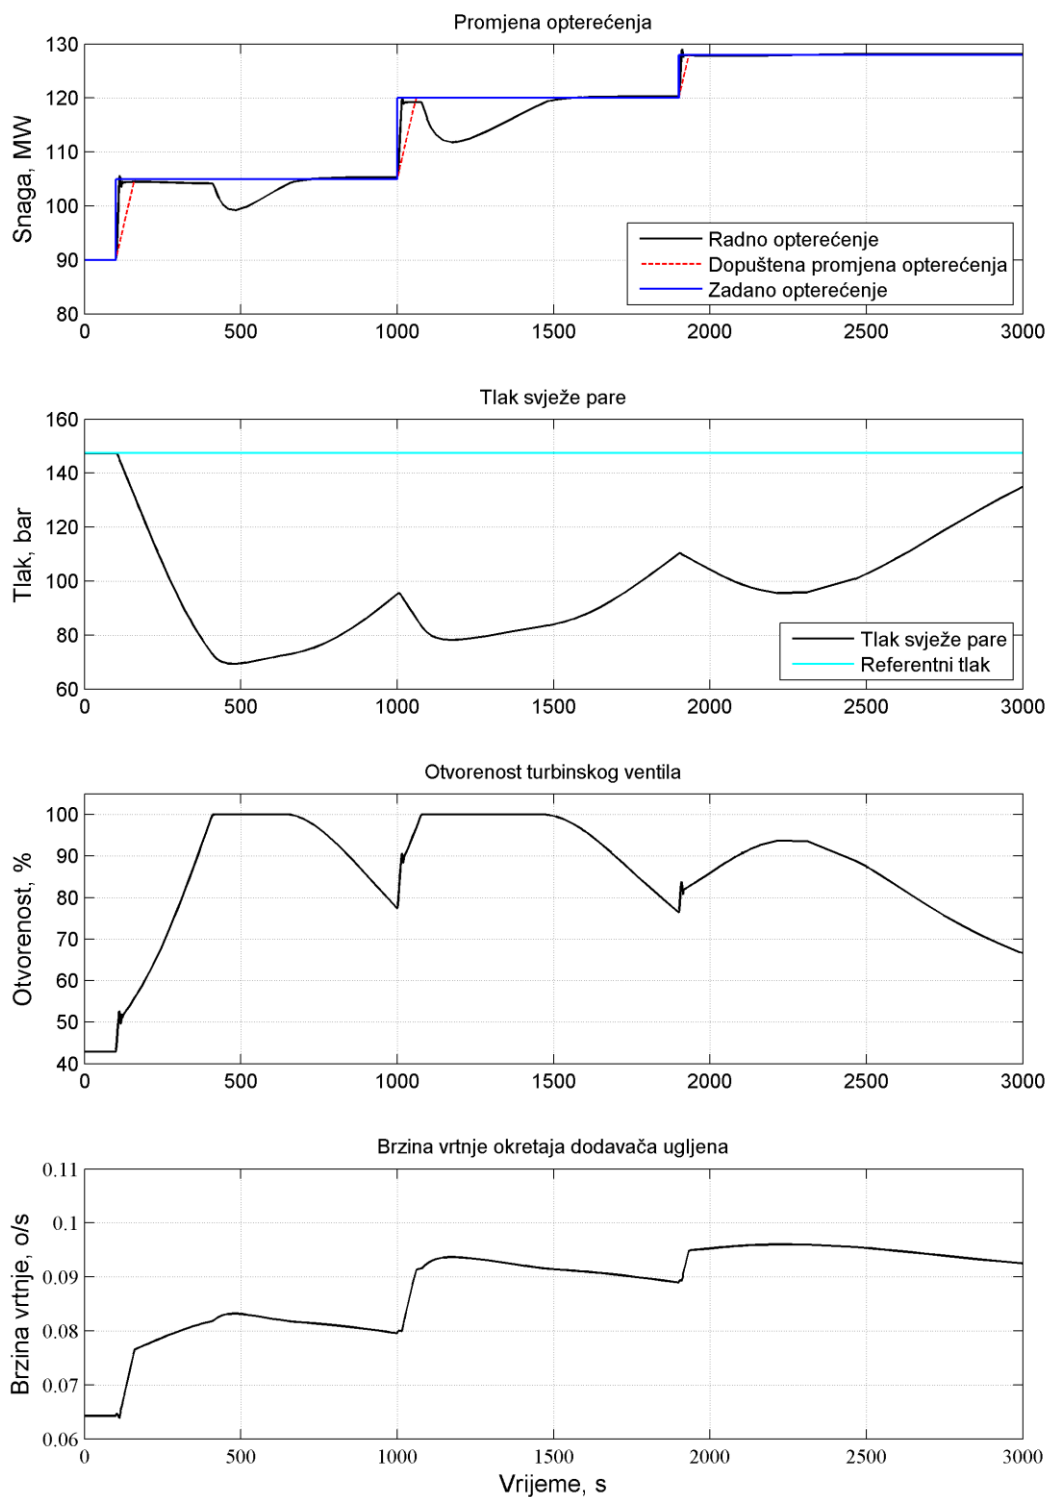 Promjena opterećenja
130
120
110
100
90
80
Snaga, MW
Radno opterećenje
Dopuštena promjena opterećenja
Zadano opterećenje
0 500 1000 1500 2000 2500 3000
Tlak svježe pare
160
140
120
100
80
60
Tlak, bar
Tlak svježe pare
Referentni tlak
0 500 1000 1500 2000 2500 3000
Otvorenost turbinskog ventila
100
90
80
70
60
50
40
Otvorenost, %
0 500 1000 1500 2000 2500 3000
Brzina vrtnje okretaja dodavača ugljena
0.11
0.1
0.09
0.08
0.07
0.06
Brzina vrtnje, o/s
0 500 1000 1500 2000 2500 3000
Vrijeme, s